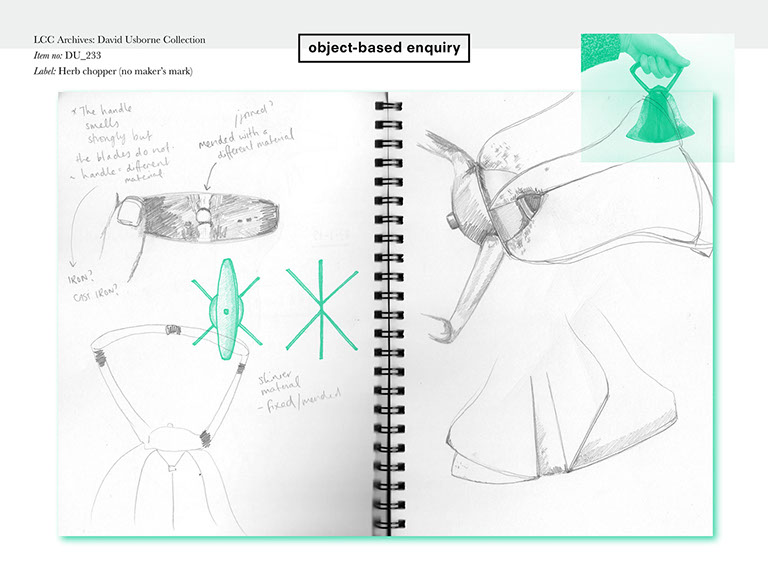 LCC Archives: David Usborne Collection
Item no: DU_233
Label: Herb chopper (no maker's mark)
object-based enquiry
* The handle
smells
strongly but
the blades do not.
handle = different
material
/joined?
mended with a
different material
IRON?
CAST IRON?
shinier
material
- fixed/mended